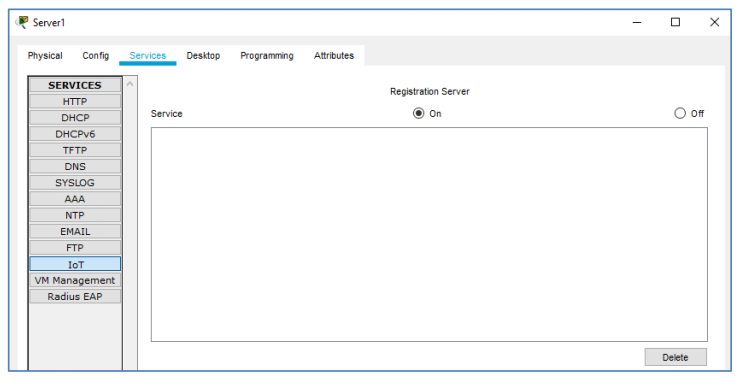 Server1
Physical Config Services Desktop Programming Attributes
SERVICES
HTTP
DHCP
DHCPv6
TFTP
DNS
SYSLOG
AAA
NTP
EMAIL
FTP
IoT
VM Management
Radius EAP
Registration Server
Service On Off
Delete